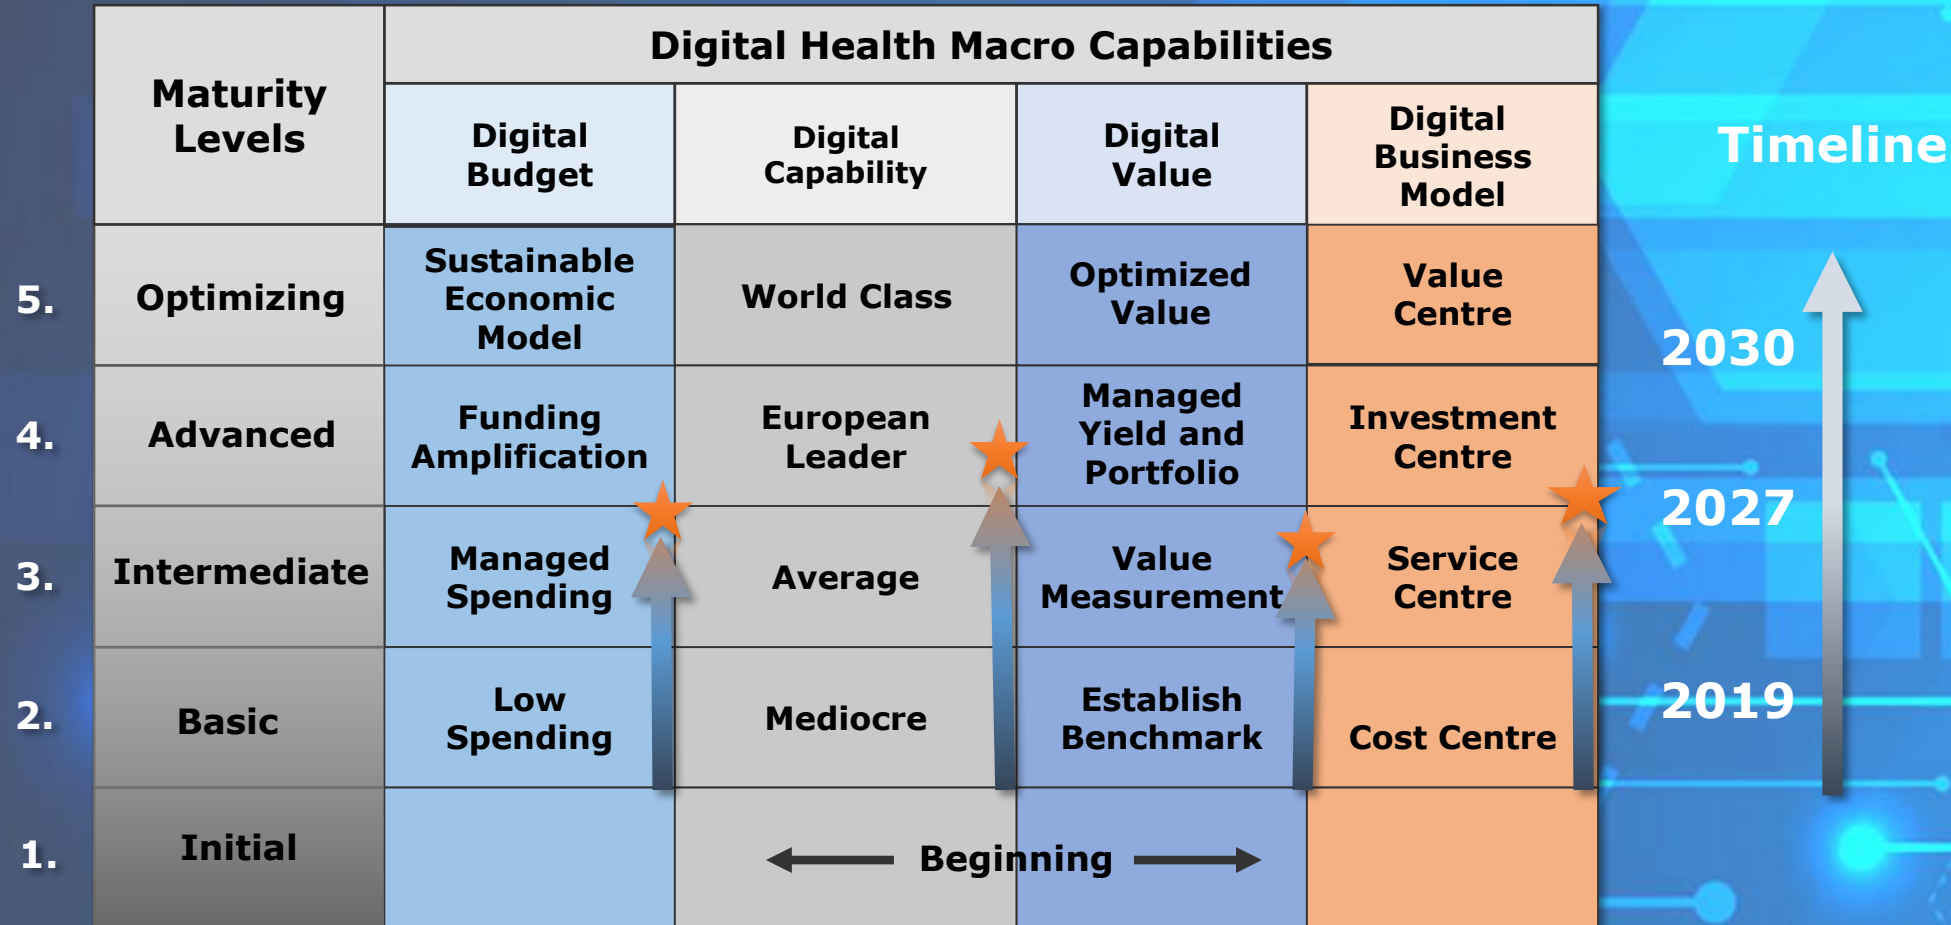 Digital Health Macro Capabilities
Maturity
Levels
Digital
Budget
Digital
Capability
Digital
Value
Digital
Business
Model
Timeline
5.
Optimizing
Sustainable
Economic
Model
World Class
Optimized
Value
Value
Centre
2030
4.
Advanced
Funding
Amplification
European
Leader
Managed
Yield and
Portfolio
Investment
Centre
2027
3.
Intermediate
Managed
Spending
Average
Value
Measurement
Service
Centre
2.
Basic
Low
Spending
Mediocre
Establish
Benchmark
Cost Centre
2019
1.
Initial
Beginning